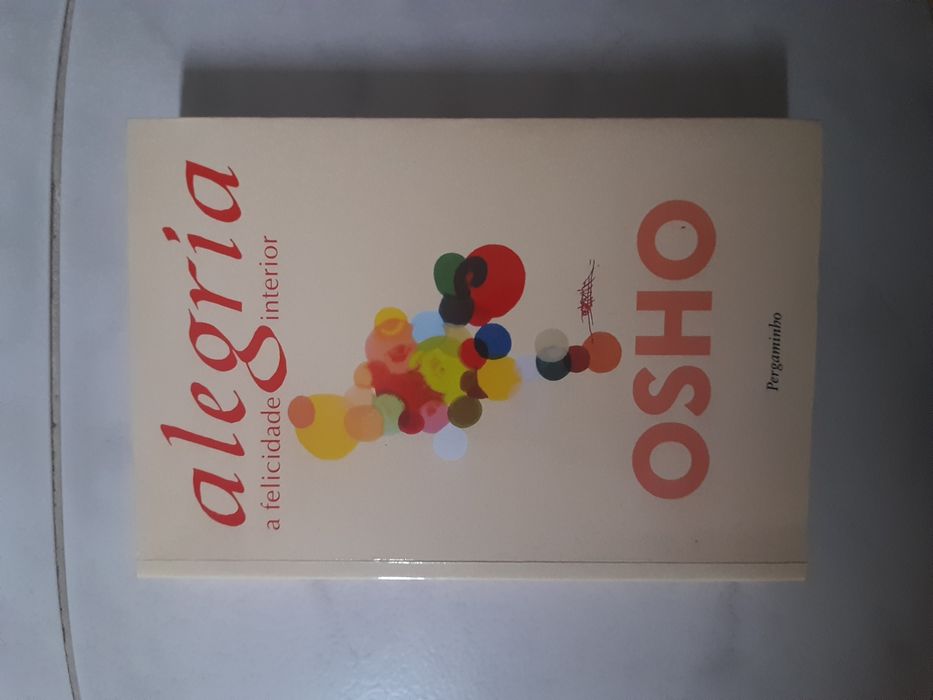 alegria
a felicidade interior
OSHO
Pergaminho